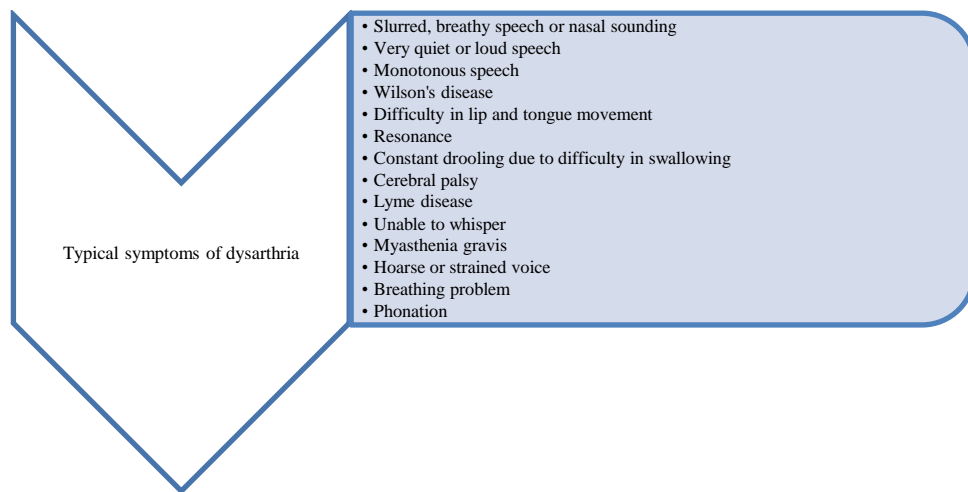 • Slurred, breathy speech or nasal sounding
• Very quiet or loud speech
• Monotonous speech
• Wilson's disease
• Difficulty in lip and tongue movement
• Resonance
• Constant drooling due to difficulty in swallowing
• Cerebral palsy
• Lyme disease
• Unable to whisper
• Myasthenia gravis
• Hoarse or strained voice
• Breathing problem
• Phonation
Typical symptoms of dysarthria